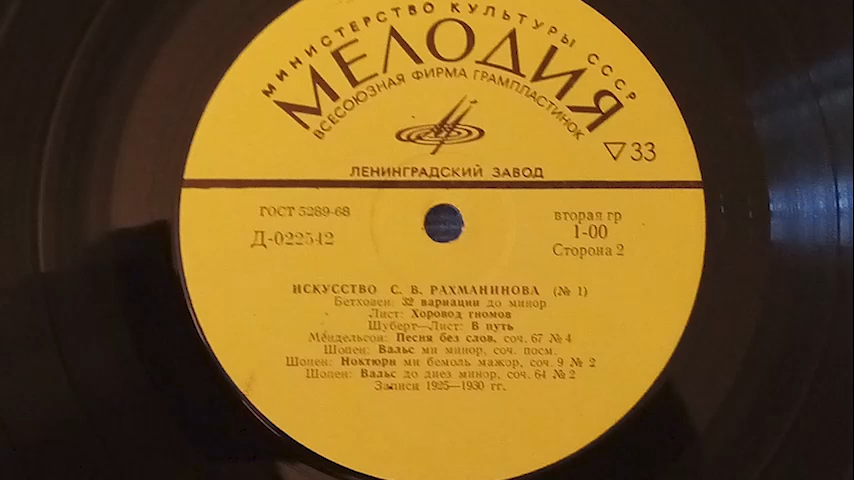 МИНИСТЕРСТВО КУЛЬТУРЫ СССР
МЕЛОДИЯ
ВСЕСОЮЗНАЯ ФИРМА ГРАМПЛАСТИНОК
▽33
ЛЕНИНГРАДСКИЙ ЗАВОД
ГОСТ 5289-68
Д-022542
вторая гр
1-00
Сторона 2
ИСКУССТВО С. В. РАХМАНИНОВА (№ 1)
Бетховен: 32 вариации до минор
Лист: Хоровод гномов
Шуберт—Лист: В путь
Мендельсон: Песня без слов, соч. 67 № 4
Шопен: Вальс ми минор, соч. посм.
Шопен: Ноктюрн ми бемоль мажор, соч. 9 № 2
Шопен: Вальс до диез минор, соч. 64 № 2
Записи 1925—1930 гг.